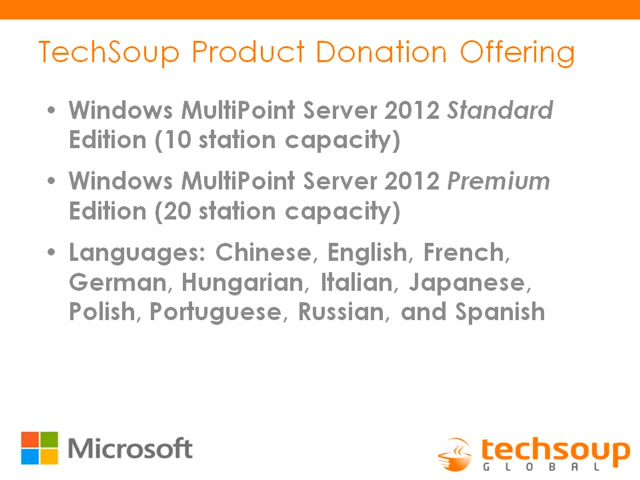 TechSoup Product Donation Offering
• Windows MultiPoint Server 2012 Standard
Edition (10 station capacity)
• Windows MultiPoint Server 2012 Premium
Edition (20 station capacity)
• Languages: Chinese, English, French,
German, Hungarian, Italian, Japanese,
Polish, Portuguese, Russian, and Spanish
Microsoft
techsoup
GLOBAL